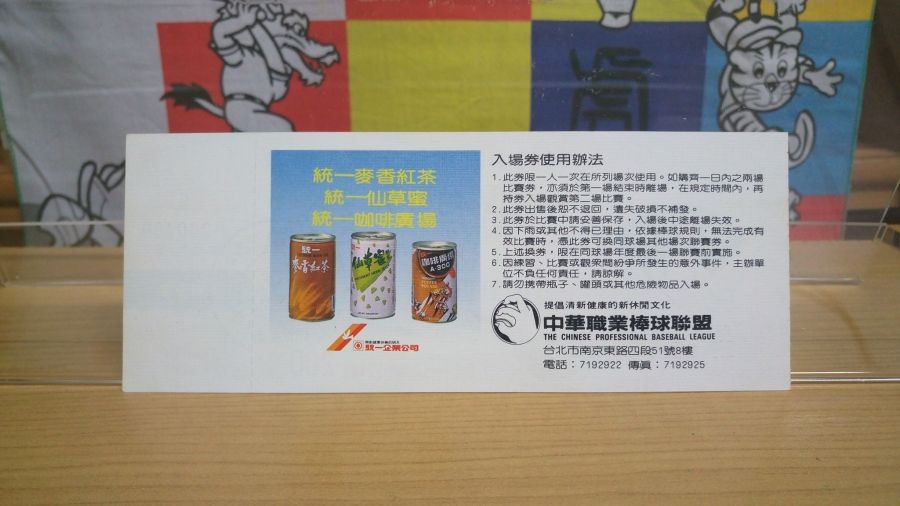 統一麥香紅茶
統一仙草蜜
統一咖啡廣場
統一
麥香紅茶
仙草蜜
咖啡廣場
A-300
統一企業公司
入場券使用辦法
1.此券限一人一次在所列場次使用。如購齊一日內之兩場
比賽券，亦須於第一場結束時離場，在規定時間內，再
持券入場觀賞第二場比賽。
2.此券出售後恕不退回，遺失破損不補發。
3.此券於比賽中請妥善保存，入場後中途離場失效。
4.因下雨或其他不得已理由，依據棒球規則，無法完成有
效比賽時，憑此券可換同球場其他場次聯賽券。
5.上述換券，限在同球場年度最後一場聯賽前實施。
6.因練習、比賽或觀衆間紛爭所發生的意外事件，主辦單
位不負任何責任，請諒解。
7.請勿携帶瓶子、罐頭或其他危險物品入場。
提倡清新健康的新休閒文化
中華職業棒球聯盟
THE CHINESE PROFESSIONAL BASEBALL LEAGUE
台北市南京東路四段51號8樓
電話：7192922 傳眞：7192925